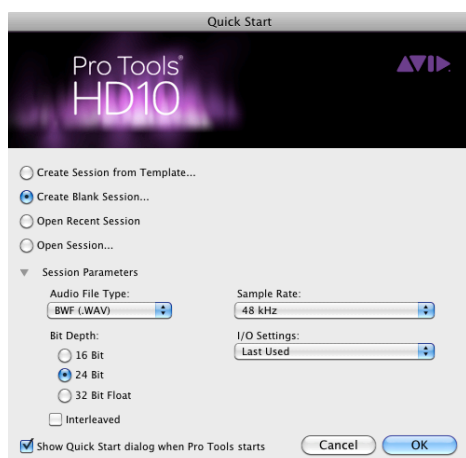 Quick Start
Pro Tools®
HD10
AVID
Create Session from Template...
Create Blank Session...
Open Recent Session
Open Session...
Session Parameters
Audio File Type:
BWF (.WAV)
Sample Rate:
48 kHz
Bit Depth:
16 Bit
24 Bit
32 Bit Float
I/O Settings:
Last Used
Interleaved
Show Quick Start dialog when Pro Tools starts
Cancel
OK